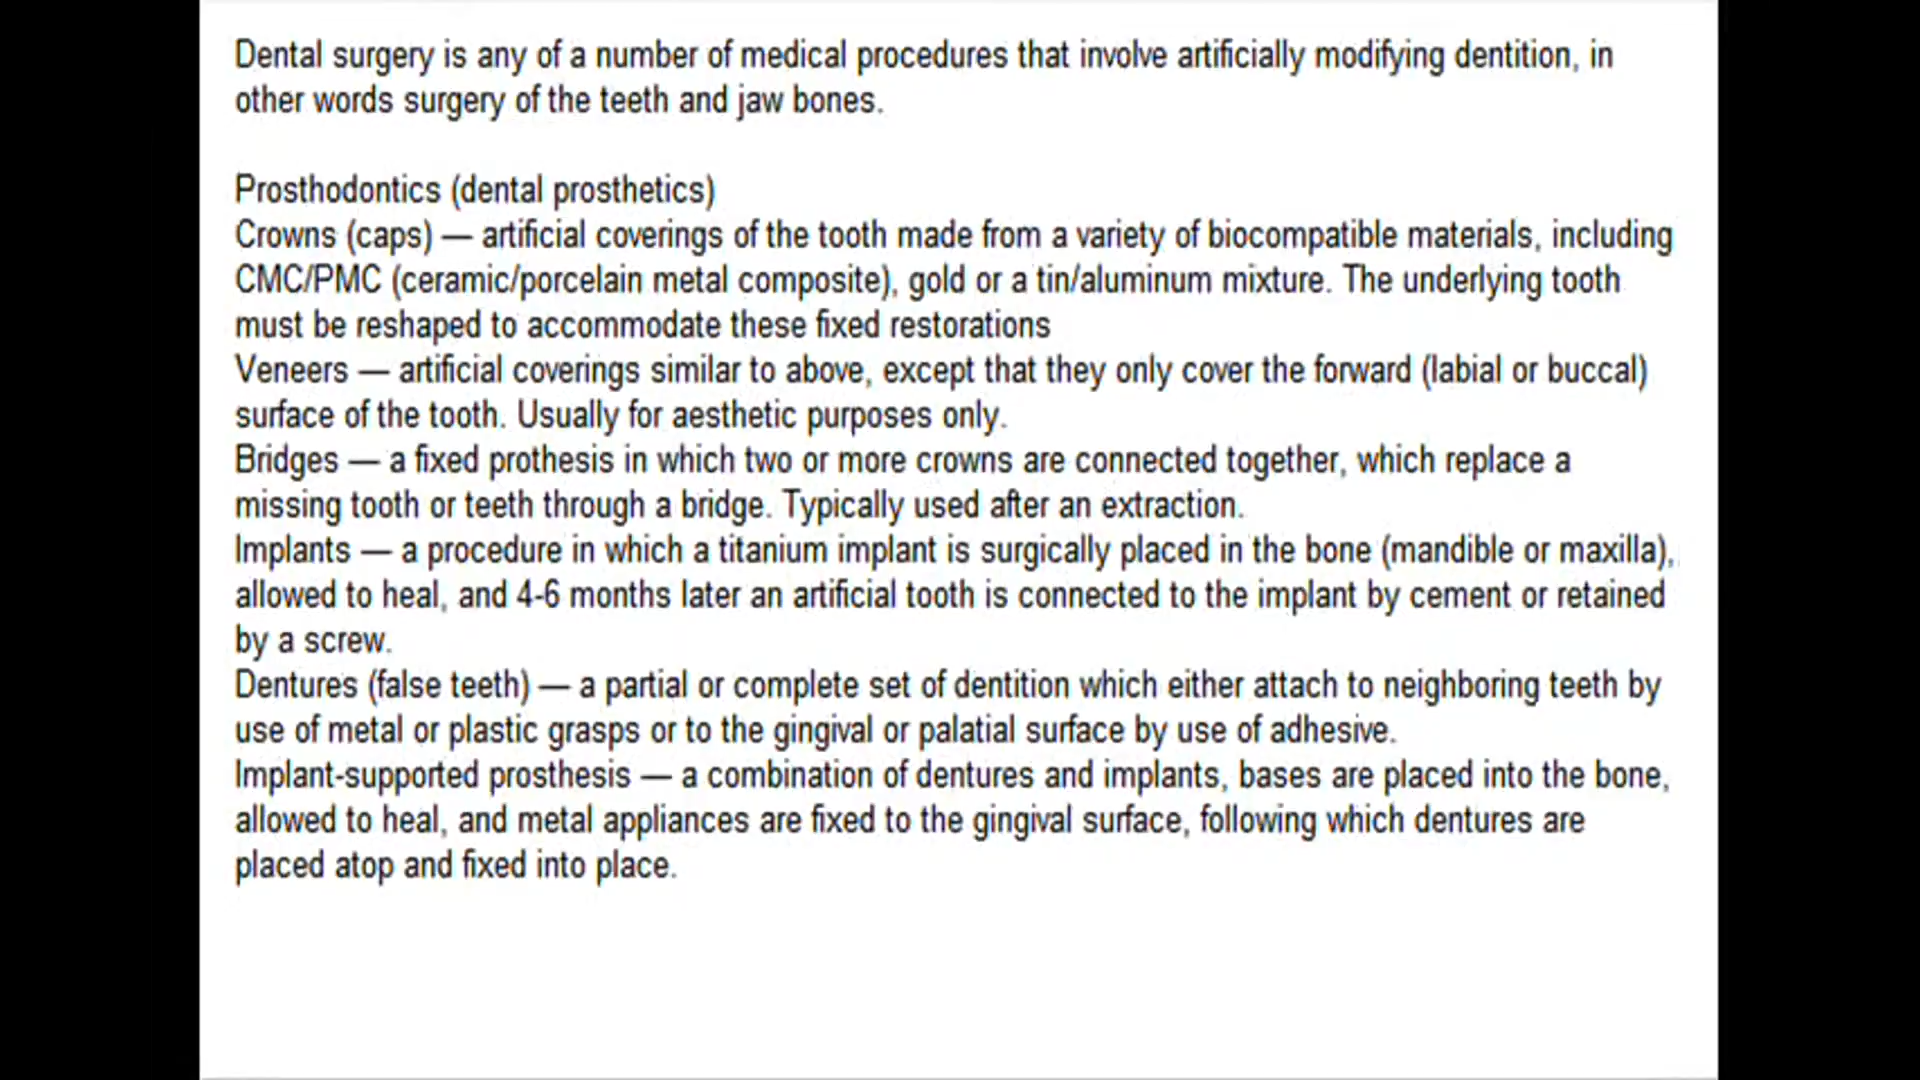 Dental surgery is any of a number of medical procedures that involve artificially modifying dentition, in
other words surgery of the teeth and jaw bones.
Prosthodontics (dental prosthetics)
Crowns (caps) — artificial coverings of the tooth made from a variety of biocompatible materials, including
CMC/PMC (ceramic/porcelain metal composite), gold or a tin/aluminum mixture. The underlying tooth
must be reshaped to accommodate these fixed restorations
Veneers — artificial coverings similar to above, except that they only cover the forward (labial or buccal)
surface of the tooth. Usually for aesthetic purposes only.
Bridges — a fixed prothesis in which two or more crowns are connected together, which replace a
missing tooth or teeth through a bridge. Typically used after an extraction.
Implants — a procedure in which a titanium implant is surgically placed in the bone (mandible or maxilla),
allowed to heal, and 4-6 months later an artificial tooth is connected to the implant by cement or retained
by a screw.
Dentures (false teeth) — a partial or complete set of dentition which either attach to neighboring teeth by
use of metal or plastic grasps or to the gingival or palatial surface by use of adhesive.
Implant-supported prosthesis — a combination of dentures and implants, bases are placed into the bone,
allowed to heal, and metal appliances are fixed to the gingival surface, following which dentures are
placed atop and fixed into place.